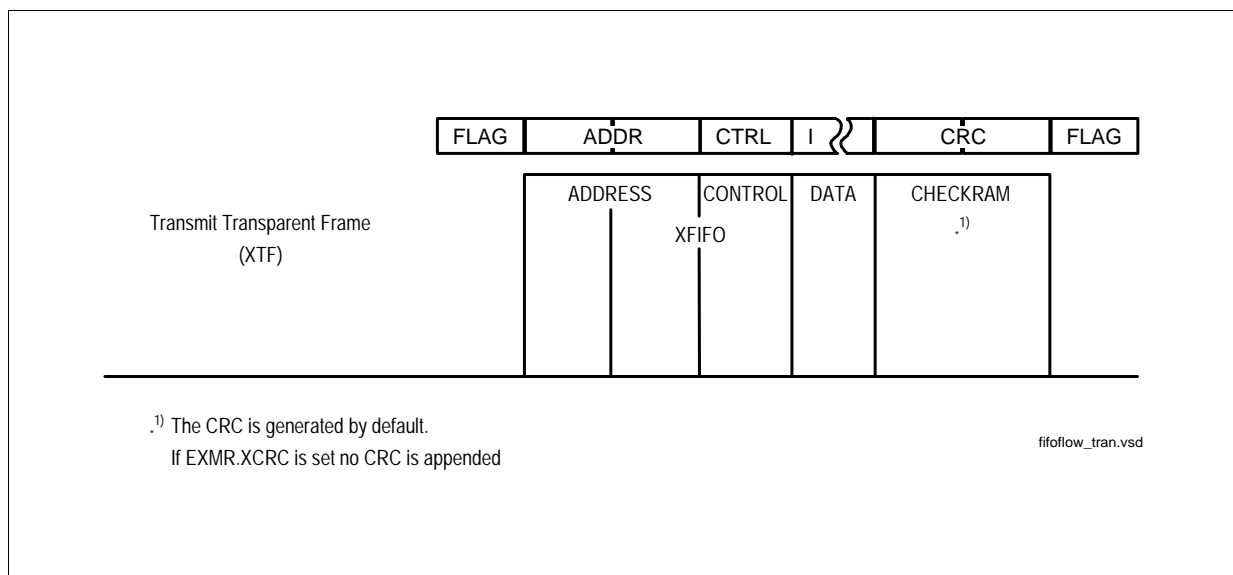 FLAG ADDR CTRL I CRC FLAG
ADDRESS CONTROL DATA CHECKRAM
Transmit Transparent Frame
(XTF)
XFIFO
.1)
.1) The CRC is generated by default.
If EXMR.XCRC is set no CRC is appended
fifoflow_tran.vsd